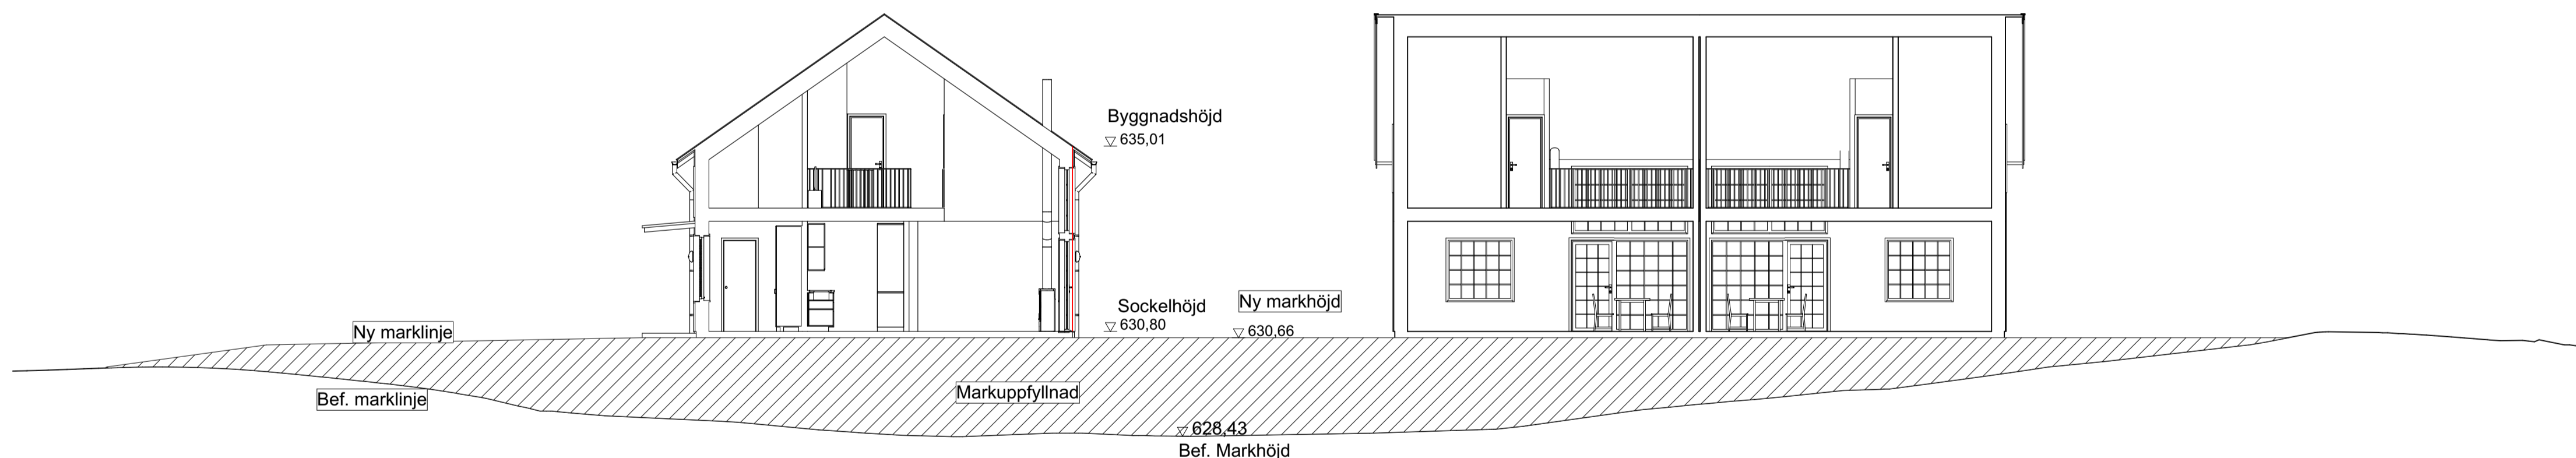 Byggnadshöjd
635,01
Sockelhöjd
630,80
Ny markhöjd
630,66
Ny marklinje
Bef. marklinje
Markuppfyllnad
628,43
Bef. Markhöjd